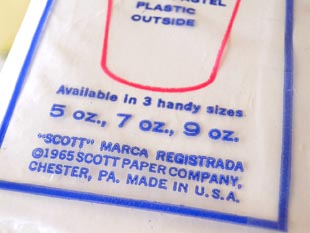 PLASTIC
OUTSIDE
Available in 3 handy sizes
5 oz., 7 oz., 9 oz.
"SCOTT" MARCA REGISTRADA
©1965 SCOTT PAPER COMPANY,
CHESTER, PA. MADE IN U.S.A.